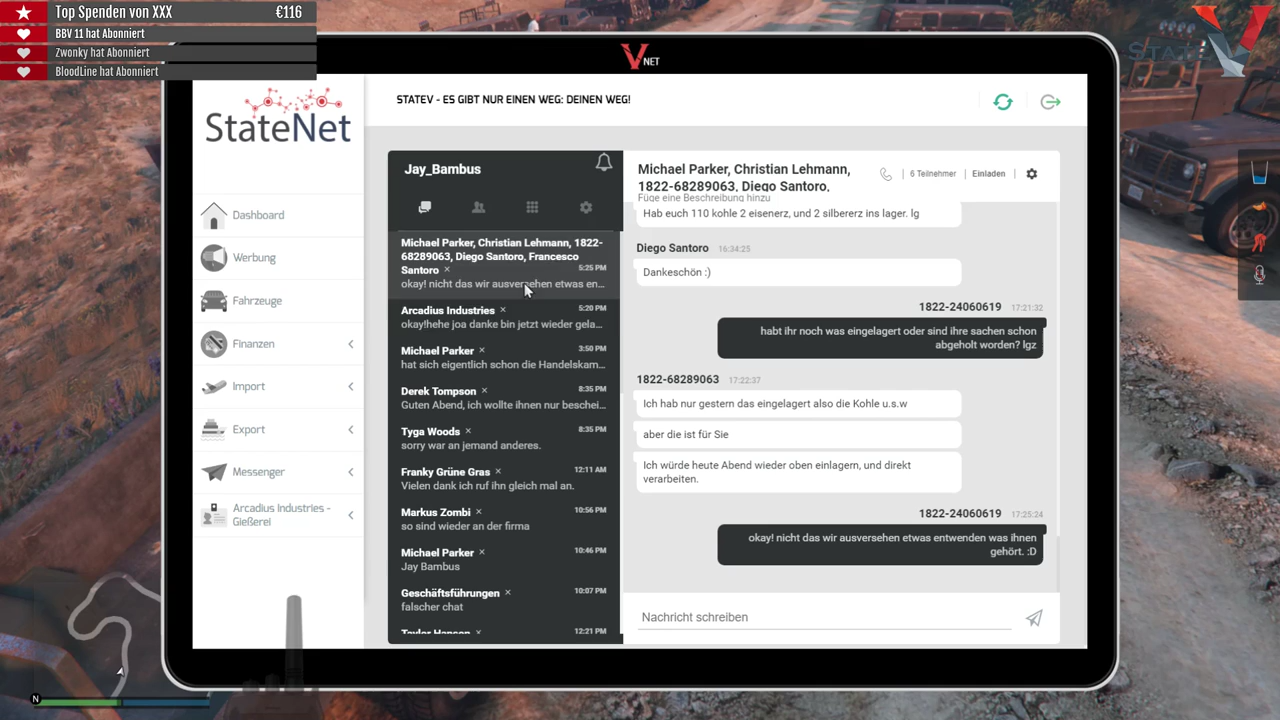 Top Spenden von XXX €116
BBV 11 hat Abonniert
Zwonky hat Abonniert
BloodLine hat Abonniert
V NET
STATE V
StateNet
STATEV - ES GIBT NUR EINEN WEG: DEINEN WEG!
Dashboard
Werbung
Fahrzeuge
Finanzen
Import
Export
Messenger
Arcadius Industries -
Gießerei
Jay_Bambus
Michael Parker, Christian Lehmann, 1822-
68289063, Diego Santoro, Francesco
Santoro × 5:25 PM
okay! nicht das wir ausversehen etwas en...
Arcadius Industries × 5:20 PM
okay!hehe joa danke bin jetzt wieder gela...
Michael Parker × 3:50 PM
hat sich eigentlich schon die Handelskam...
Derek Tompson × 8:35 PM
Guten Abend, ich wollte ihnen nur beschei...
Tyga Woods × 8:35 PM
sorry war an jemand anderes.
Franky Grüne Gras × 12:11 AM
Vielen dank ich ruf ihn gleich mal an.
Markus Zombi × 10:56 PM
so sind wieder an der firma
Michael Parker × 10:46 PM
Jay Bambus
Geschäftsführungen × 10:07 PM
falscher chat
Taylor Hanson × 12:21 PM
Michael Parker, Christian Lehmann,
1822-68289063, Diego Santoro,
Füge eine Beschreibung hinzu
6 Teilnehmer
Einladen
Hab euch 110 kohle 2 eisenerz, und 2 silbererz ins lager. lg
Diego Santoro 16:34:25
Dankeschön :)
1822-24060619 17:21:32
habt ihr noch was eingelagert oder sind ihre sachen schon
abgeholt worden? lgz
1822-68289063 17:22:37
Ich hab nur gestern das eingelagert also die Kohle u.s.w
aber die ist für Sie
Ich würde heute Abend wieder oben einlagern, und direkt
verarbeiten.
1822-24060619 17:25:24
okay! nicht das wir ausversehen etwas entwenden was ihnen
gehört. :D
Nachricht schreiben
N